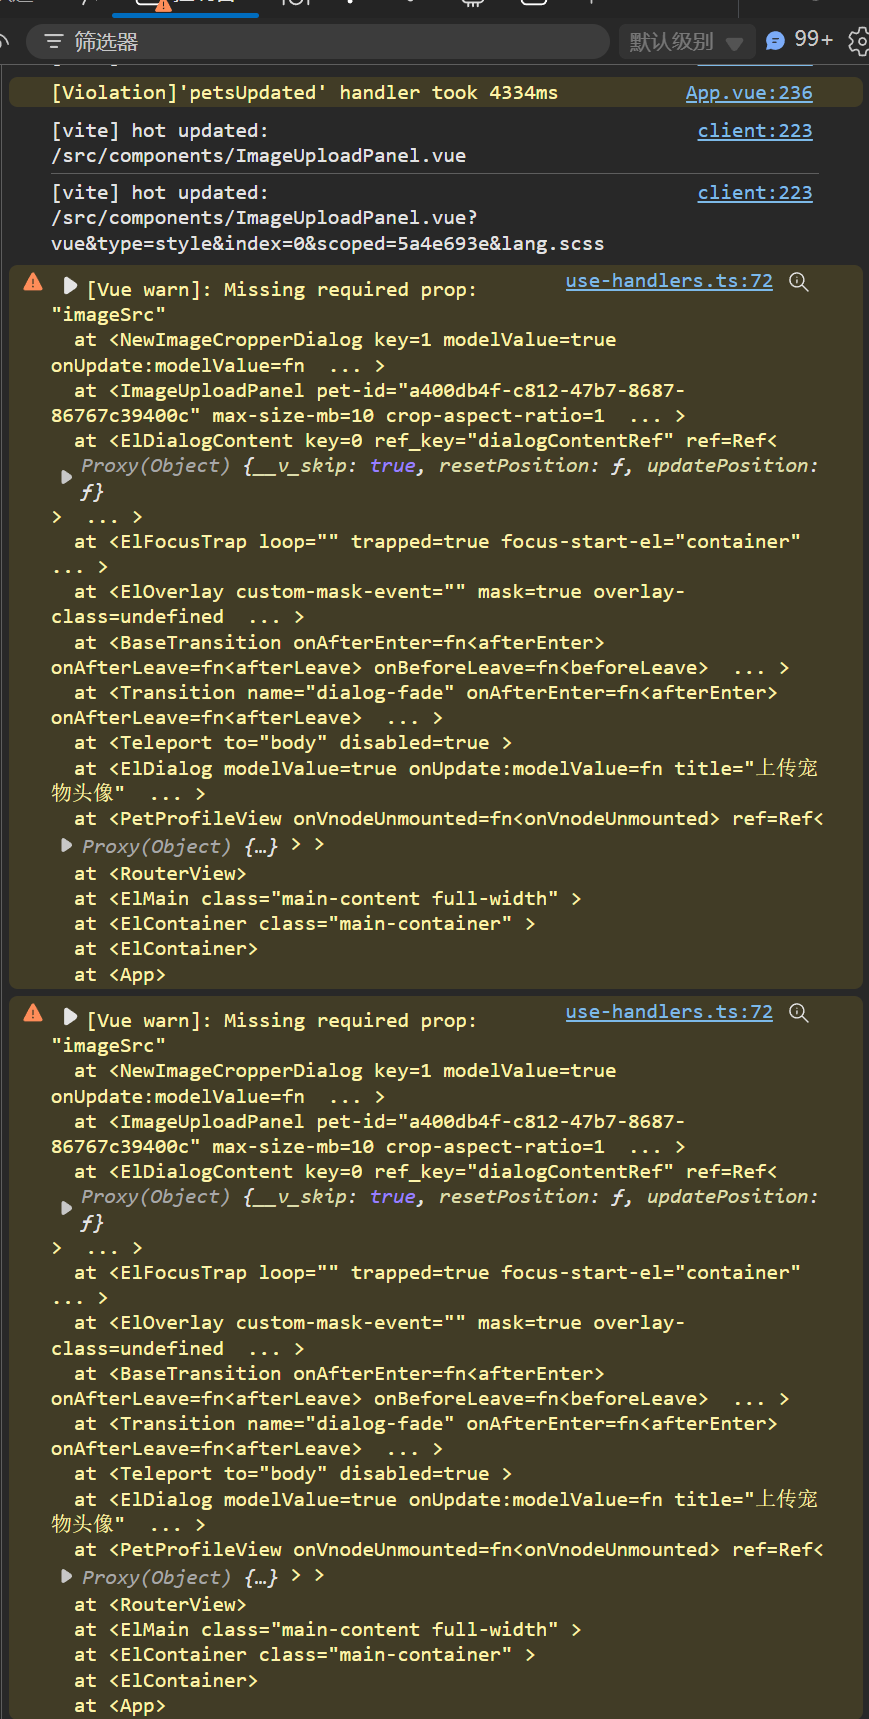 筛选器
默认级别
99+
[Violation]'petsUpdated' handler took 4334ms
App.vue:236
[vite] hot updated:
client:223
/src/components/ImageUploadPanel.vue
[vite] hot updated:
client:223
/src/components/ImageUploadPanel.vue?
vue&type=style&index=0&scoped=5a4e693e&lang.scss
[Vue warn]: Missing required prop:
use-handlers.ts:72
"imageSrc"
at <NewImageCropperDialog key=1 modelValue=true
onUpdate:modelValue=fn ... >
at <ImageUploadPanel pet-id="a400db4f-c812-47b7-8687-
86767c39400c" max-size-mb=10 crop-aspect-ratio=1 ... >
at <ElDialogContent key=0 ref_key="dialogContentRef" ref=Ref<
Proxy(Object) {__v_skip: true, resetPosition: ƒ, updatePosition:
ƒ}
> ... >
at <ElFocusTrap loop="" trapped=true focus-start-el="container"
... >
at <ElOverlay custom-mask-event="" mask=true overlay-
class=undefined ... >
at <BaseTransition onAfterEnter=fn<afterEnter>
onAfterLeave=fn<afterLeave> onBeforeLeave=fn<beforeLeave> ... >
at <Transition name="dialog-fade" onAfterEnter=fn<afterEnter>
onAfterLeave=fn<afterLeave> ... >
at <Teleport to="body" disabled=true >
at <ElDialog modelValue=true onUpdate:modelValue=fn title="上传宠
物头像" ... >
at <PetProfileView onVnodeUnmounted=fn<onVnodeUnmounted> ref=Ref<
Proxy(Object) {…} > >
at <RouterView>
at <ElMain class="main-content full-width" >
at <ElContainer class="main-container" >
at <ElContainer>
at <App>
[Vue warn]: Missing required prop:
use-handlers.ts:72
"imageSrc"
at <NewImageCropperDialog key=1 modelValue=true
onUpdate:modelValue=fn ... >
at <ImageUploadPanel pet-id="a400db4f-c812-47b7-8687-
86767c39400c" max-size-mb=10 crop-aspect-ratio=1 ... >
at <ElDialogContent key=0 ref_key="dialogContentRef" ref=Ref<
Proxy(Object) {__v_skip: true, resetPosition: ƒ, updatePosition:
ƒ}
> ... >
at <ElFocusTrap loop="" trapped=true focus-start-el="container"
... >
at <ElOverlay custom-mask-event="" mask=true overlay-
class=undefined ... >
at <BaseTransition onAfterEnter=fn<afterEnter>
onAfterLeave=fn<afterLeave> onBeforeLeave=fn<beforeLeave> ... >
at <Transition name="dialog-fade" onAfterEnter=fn<afterEnter>
onAfterLeave=fn<afterLeave> ... >
at <Teleport to="body" disabled=true >
at <ElDialog modelValue=true onUpdate:modelValue=fn title="上传宠
物头像" ... >
at <PetProfileView onVnodeUnmounted=fn<onVnodeUnmounted> ref=Ref<
Proxy(Object) {…} > >
at <RouterView>
at <ElMain class="main-content full-width" >
at <ElContainer class="main-container" >
at <ElContainer>
at <App>